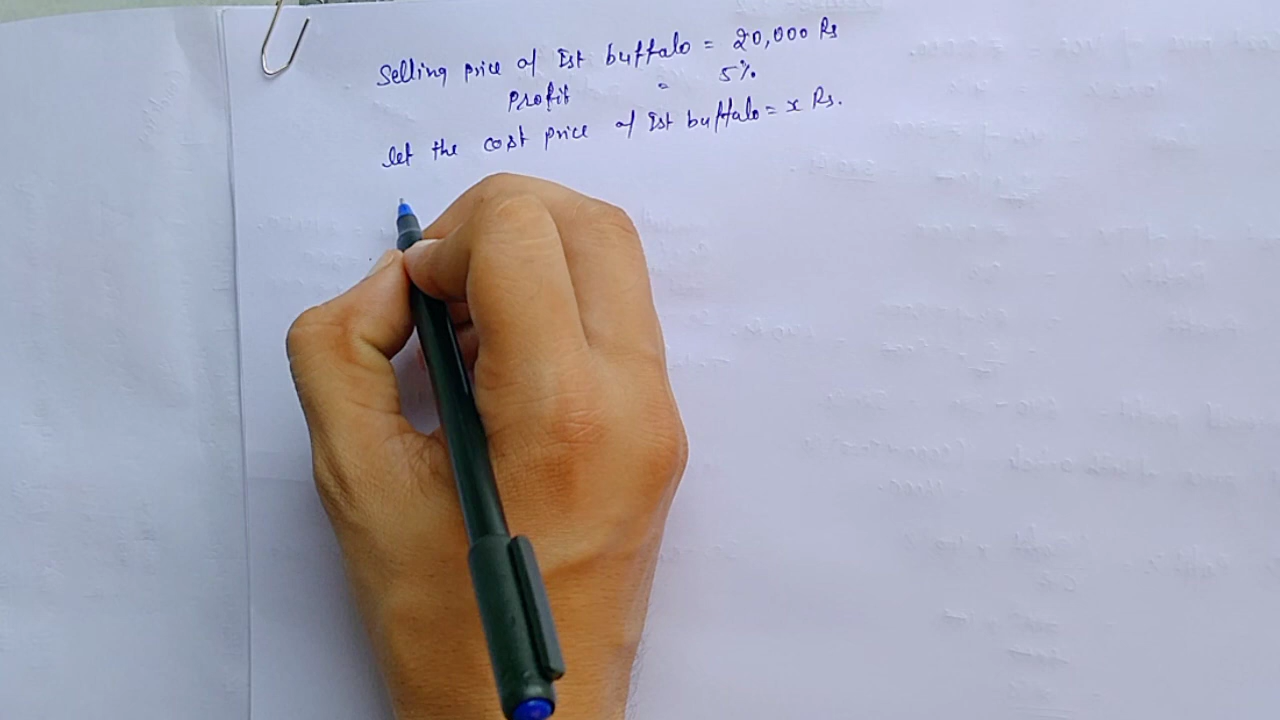 Selling price of Ist buffalo = 20,000 Rs
Profit = 5%
let the cost price of Ist buffalo = x Rs.